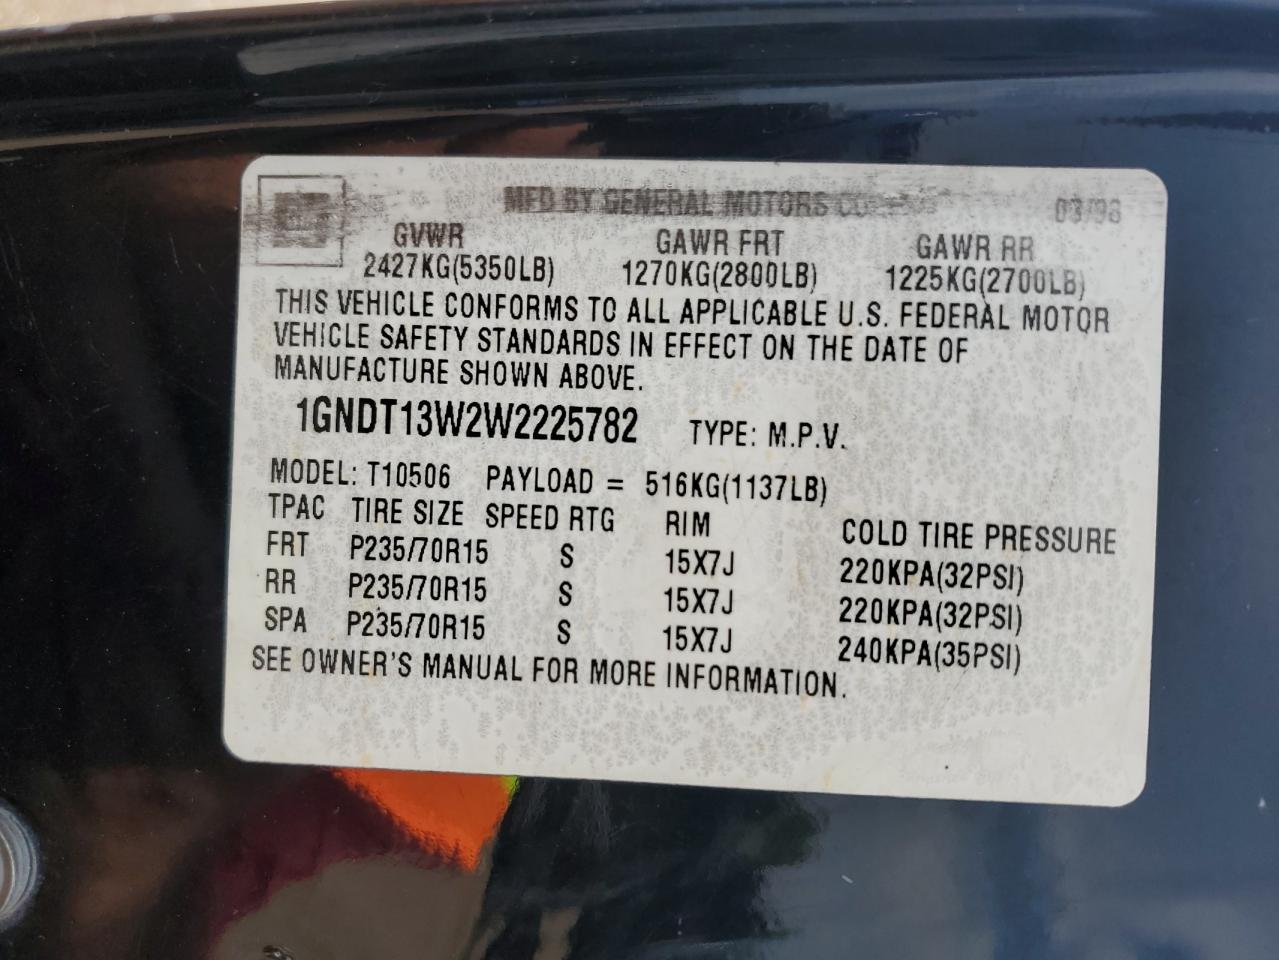 MFD BY GENERAL MOTORS CO 03/98
GVWR GAWR FRT GAWR RR
2427KG(5350LB) 1270KG(2800LB) 1225KG(2700LB)
THIS VEHICLE CONFORMS TO ALL APPLICABLE U.S. FEDERAL MOTOR
VEHICLE SAFETY STANDARDS IN EFFECT ON THE DATE OF
MANUFACTURE SHOWN ABOVE.
1GNDT13W2W2225782 TYPE: M.P.V.
MODEL: T10506 PAYLOAD = 516KG(1137LB)
TPAC TIRE SIZE SPEED RTG RIM COLD TIRE PRESSURE
FRT P235/70R15 S 15X7J 220KPA(32PSI)
RR P235/70R15 S 15X7J 220KPA(32PSI)
SPA P235/70R15 S 15X7J 240KPA(35PSI)
SEE OWNER'S MANUAL FOR MORE INFORMATION.